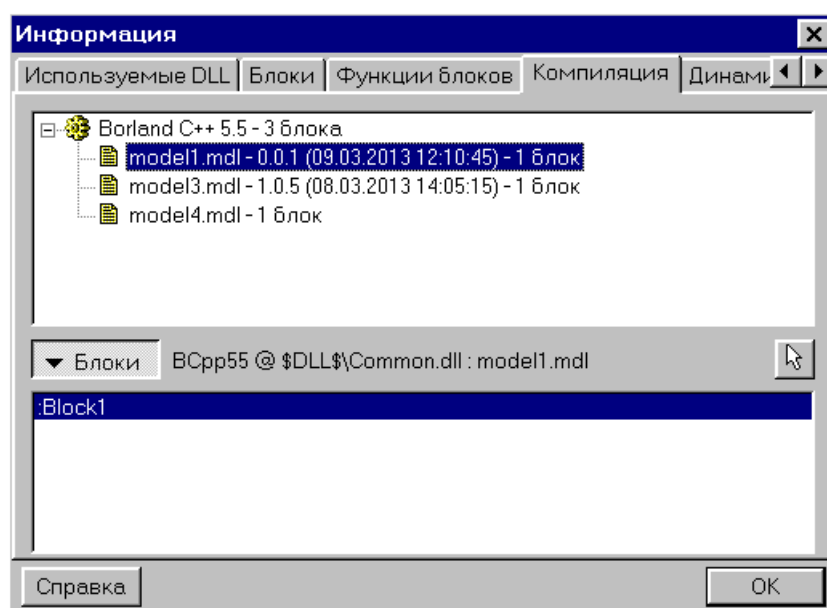 Информация
Используемые DLL Блоки Функции блоков Компиляция Динами
Borland C++ 5.5 - 3 блока
model1.mdl - 0.0.1 (09.03.2013 12:10:45) - 1 блок
model3.mdl - 1.0.5 (08.03.2013 14:05:15) - 1 блок
model4.mdl - 1 блок
Блоки BCpp55 @ $DLL$\Common.dll : model1.mdl
:Block1
Справка OK